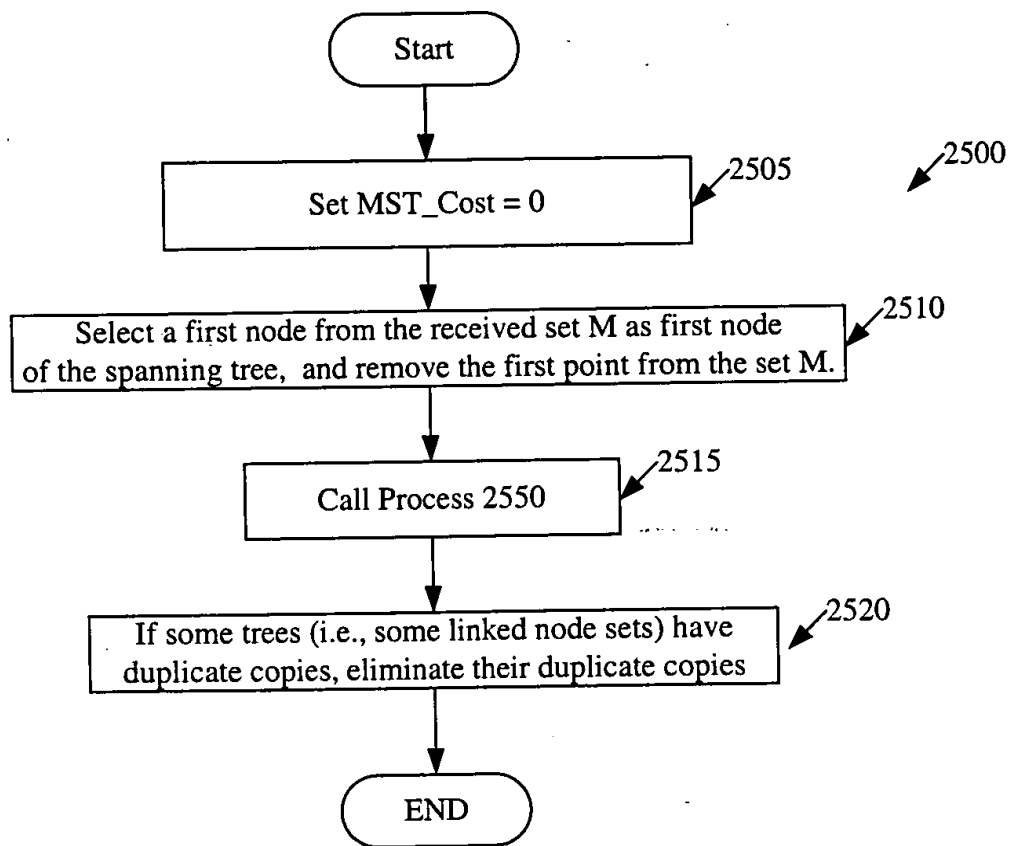 Start
2505
2500
Set MST_Cost = 0
2510
Select a first node from the received set M as first node
of the spanning tree, and remove the first point from the set M.
2515
Call Process 2550
2520
If some trees (i.e., some linked node sets) have
duplicate copies, eliminate their duplicate copies
END